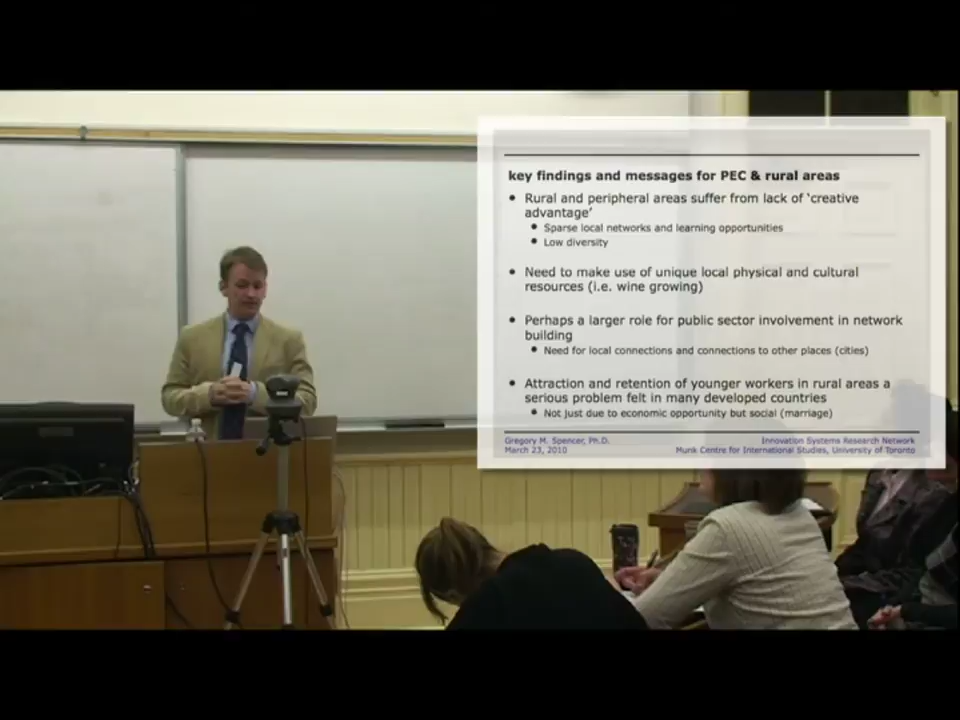 key findings and messages for PEC & rural areas
• Rural and peripheral areas suffer from lack of ‘creative
advantage’
• Sparse local networks and learning opportunities
• Low diversity
• Need to make use of unique local physical and cultural
resources (i.e. wine growing)
• Perhaps a larger role for public sector involvement in network
building
• Need for local connections and connections to other places (cities)
• Attraction and retention of younger workers in rural areas a
serious problem felt in many developed countries
• Not just due to economic opportunity but social (marriage)
Gregory M. Spencer, Ph.D.
March 23, 2010
Innovation Systems Research Network
Munk Centre for International Studies, University of Toronto